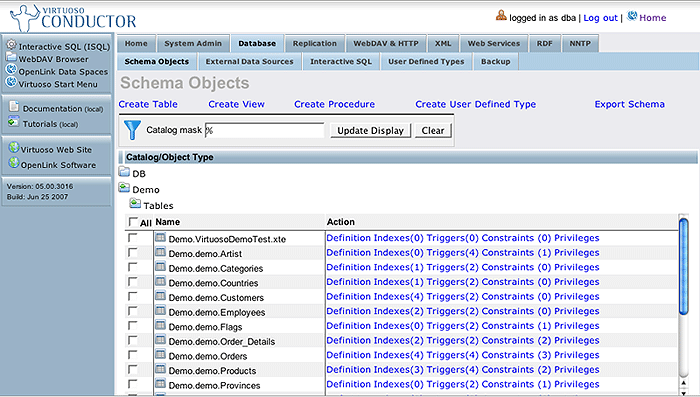 VIRTUOSO
CONDUCTOR
logged in as dba | Log out | Home
Interactive SQL (ISQL)
WebDAV Browser
OpenLink Data Spaces
Virtuoso Start Menu
Documentation (local)
Tutorials (local)
Virtuoso Web Site
OpenLink Software
Version: 05.00.3016
Build: Jun 25 2007
Home System Admin Database Replication WebDAV & HTTP XML Web Services RDF NNTP
Schema Objects External Data Sources Interactive SQL User Defined Types Backup
Schema Objects
Create Table Create View Create Procedure Create User Defined Type Export Schema
Catalog mask % Update Display Clear
Catalog/Object Type
DB
Demo
Tables
All Name Action
Demo.VirtuosoDemoTest.xte Definition Indexes(0) Triggers(0) Constraints (0) Privileges
Demo.demo.Artist Definition Indexes(0) Triggers(4) Constraints (1) Privileges
Demo.demo.Categories Definition Indexes(1) Triggers(2) Constraints (0) Privileges
Demo.demo.Countries Definition Indexes(1) Triggers(2) Constraints (1) Privileges
Demo.demo.Customers Definition Indexes(4) Triggers(2) Constraints (0) Privileges
Demo.demo.Employees Definition Indexes(2) Triggers(2) Constraints (0) Privileges
Demo.demo.Flags Definition Indexes(0) Triggers(2) Constraints (1) Privileges
Demo.demo.Order_Details Definition Indexes(2) Triggers(2) Constraints (2) Privileges
Demo.demo.Orders Definition Indexes(4) Triggers(4) Constraints (3) Privileges
Demo.demo.Products Definition Indexes(3) Triggers(4) Constraints (2) Privileges
Demo.demo.Provinces Definition Indexes(0) Triggers(2) Constraints (1) Privileges